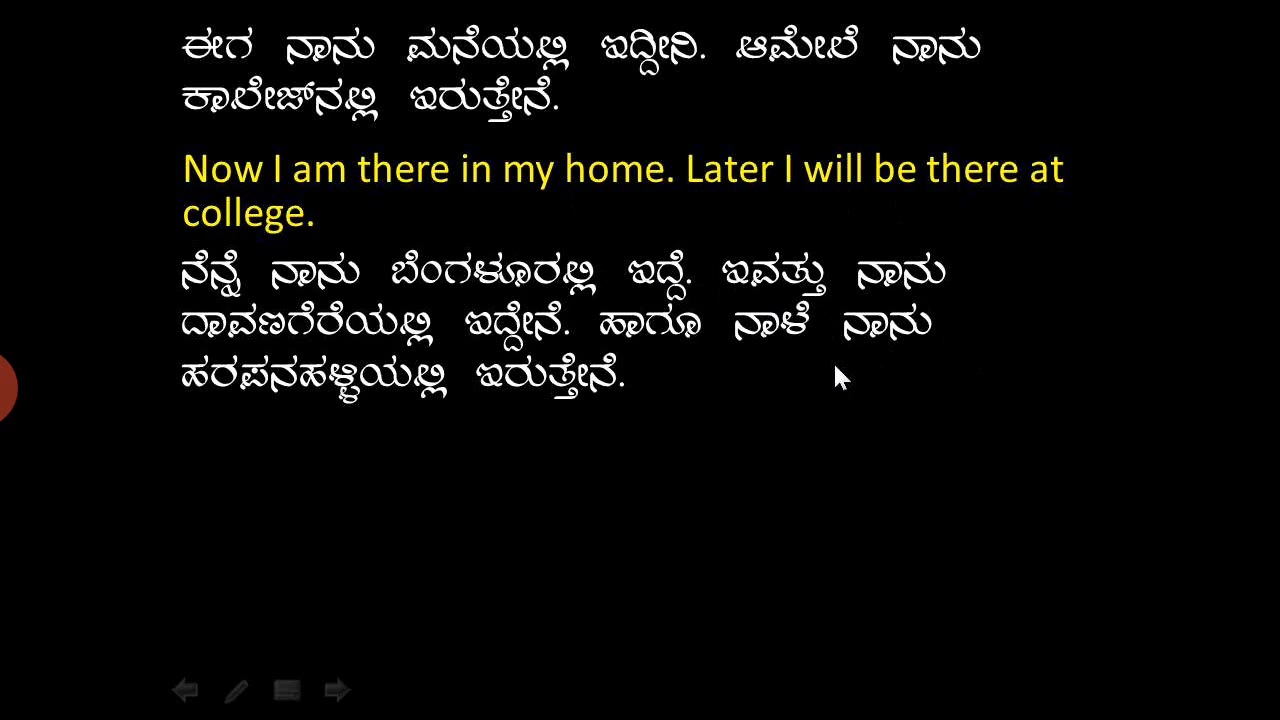 ಈಗ ನಾನು ಮನೆಯಲ್ಲಿ ಇದ್ದೀನಿ. ಆಮೇಲೆ ನಾನು
ಕಾಲೇಜ್‌ನಲ್ಲಿ ಇರುತ್ತೇನೆ.
Now I am there in my home. Later I will be there at
college.
ನೆನ್ನೆ ನಾನು ಬೆಂಗಳೂರಲ್ಲಿ ಇದ್ದೆ. ಇವತ್ತು ನಾನು
ದಾವಣಗೆರೆಯಲ್ಲಿ ಇದ್ದೇನೆ. ಹಾಗೂ ನಾಳೆ ನಾನು
ಹರಪನಹಳ್ಳಿಯಲ್ಲಿ ಇರುತ್ತೇನೆ.